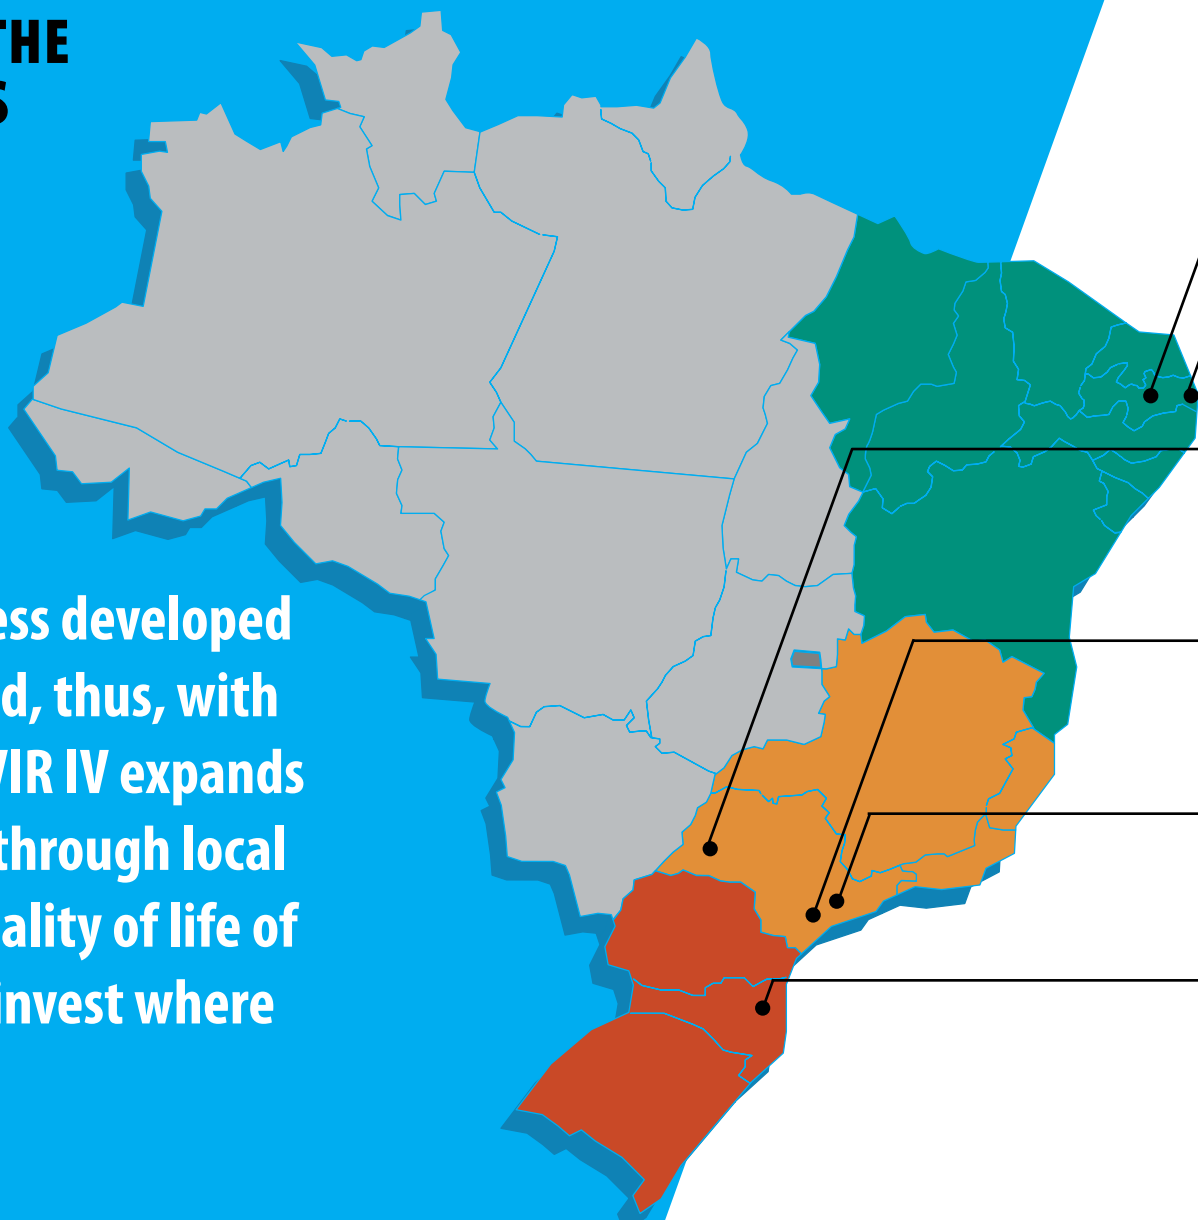 THE
S
ess developed
d, thus, with
VIR IV expands
through local
ality of life of
invest where